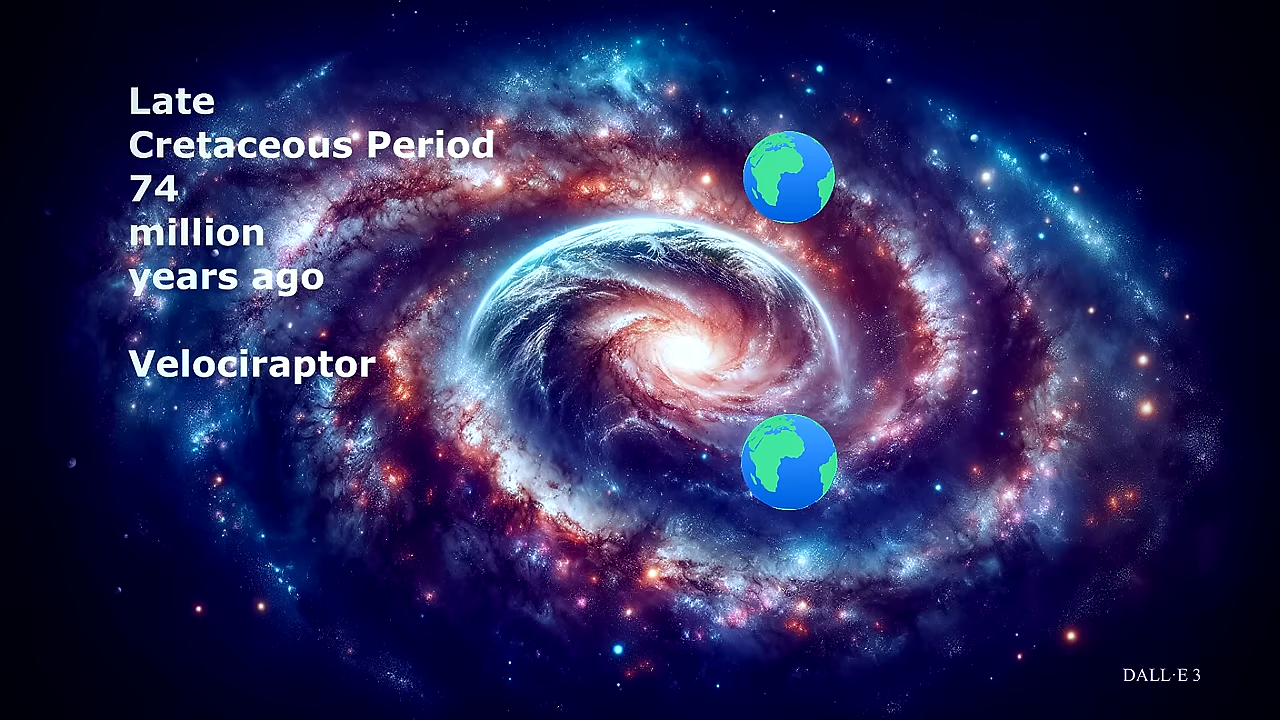 Late
Cretaceous Period
74
million
years ago
Velociraptor
DALL·E 3